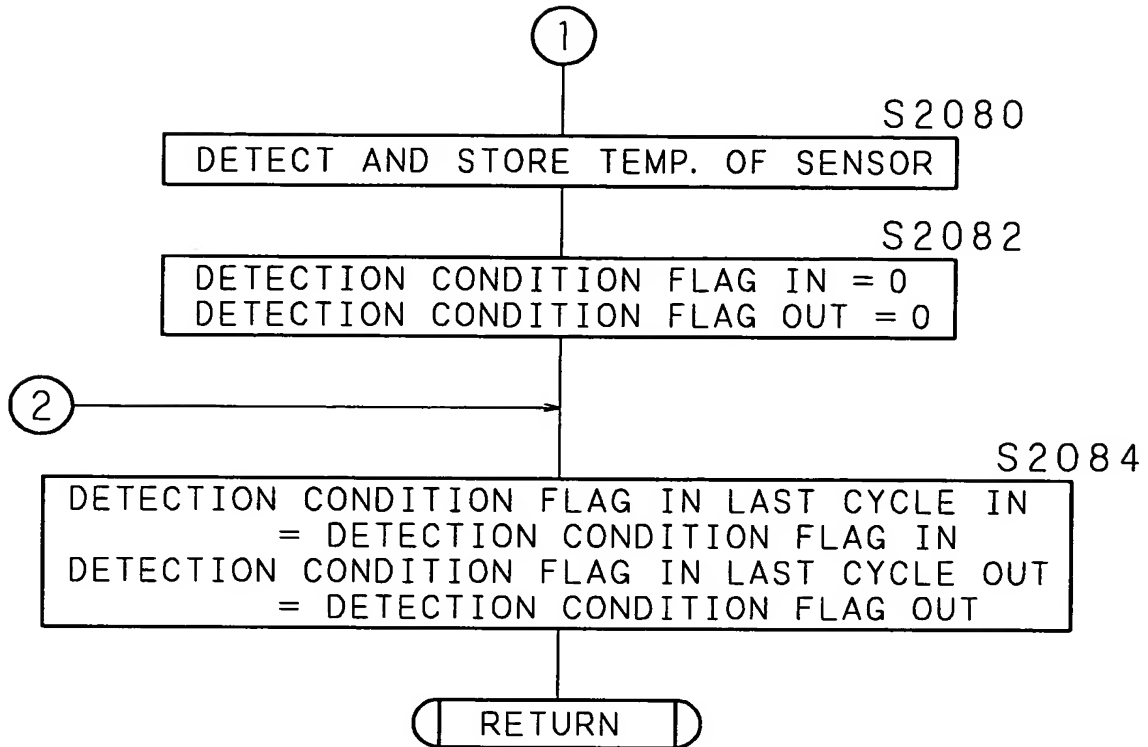 1
S2080
DETECT AND STORE TEMP. OF SENSOR
S2082
DETECTION CONDITION FLAG IN = 0
DETECTION CONDITION FLAG OUT = 0
2
S2084
DETECTION CONDITION FLAG IN LAST CYCLE IN
= DETECTION CONDITION FLAG IN
DETECTION CONDITION FLAG IN LAST CYCLE OUT
= DETECTION CONDITION FLAG OUT
RETURN